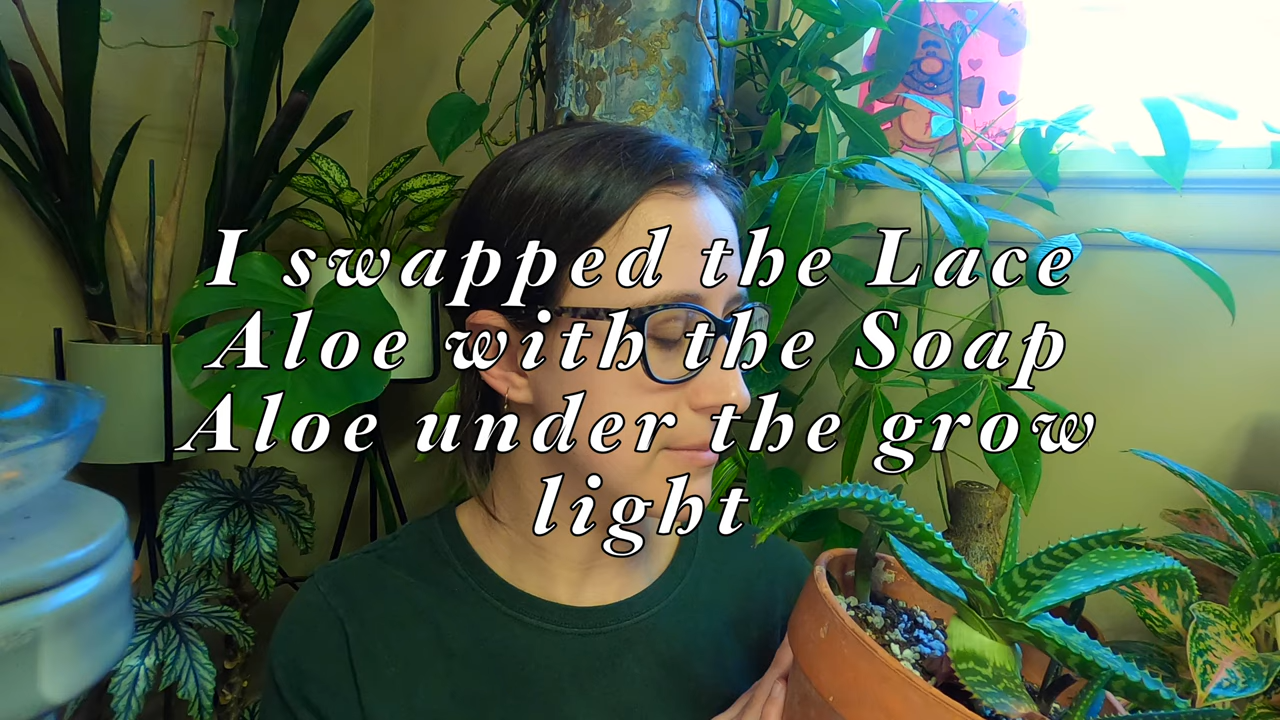 I swapped the Lace
Aloe with the Soap
Aloe under the grow
light